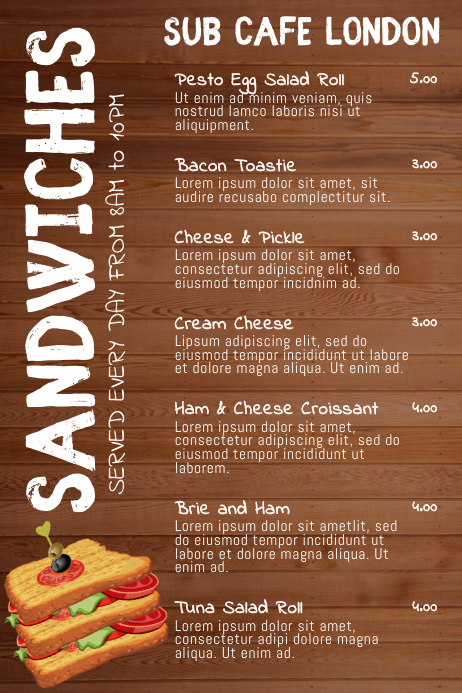 SUB CAFE LONDON
SANDWICHES
SERVED EVERY DAY FROM 8AM to 10PM
Pesto Egg Salad Roll 5.00
Ut enim ad minim veniam, quis
nostrud lamco laboris nisi ut
aliquipment.
Bacon Toastie 3.00
Lorem ipsum dolor sit amet, sit
audire recusabo complectitur sit.
Cheese & Pickle 3.00
Lorem ipsum dolor sit amet,
consectetur adipiscing elit, sed do
eiusmod tempor incidnim ad.
Cream Cheese 3.00
Lipsum adipiscing elit, sed do
eiusmod tempor incididunt ut labore
et dolore magna aliqua. Ut enim ad.
Ham & Cheese Croissant 4.00
Lorem ipsum dolor sit amet,
consectetur adipiscing elit, sed do
eiusmod tempor incididunt ut
laborem.
Brie and Ham 4.00
Lorem ipsum dolor sit ametlit, sed
do eiusmod tempor incididunt ut
labore et dolore magna aliqua. Ut
enim ad.
Tuna Salad Roll 4.00
Lorem ipsum dolor sit amet,
consectetur adipi dolore magna
aliqua. Ut enim ad.